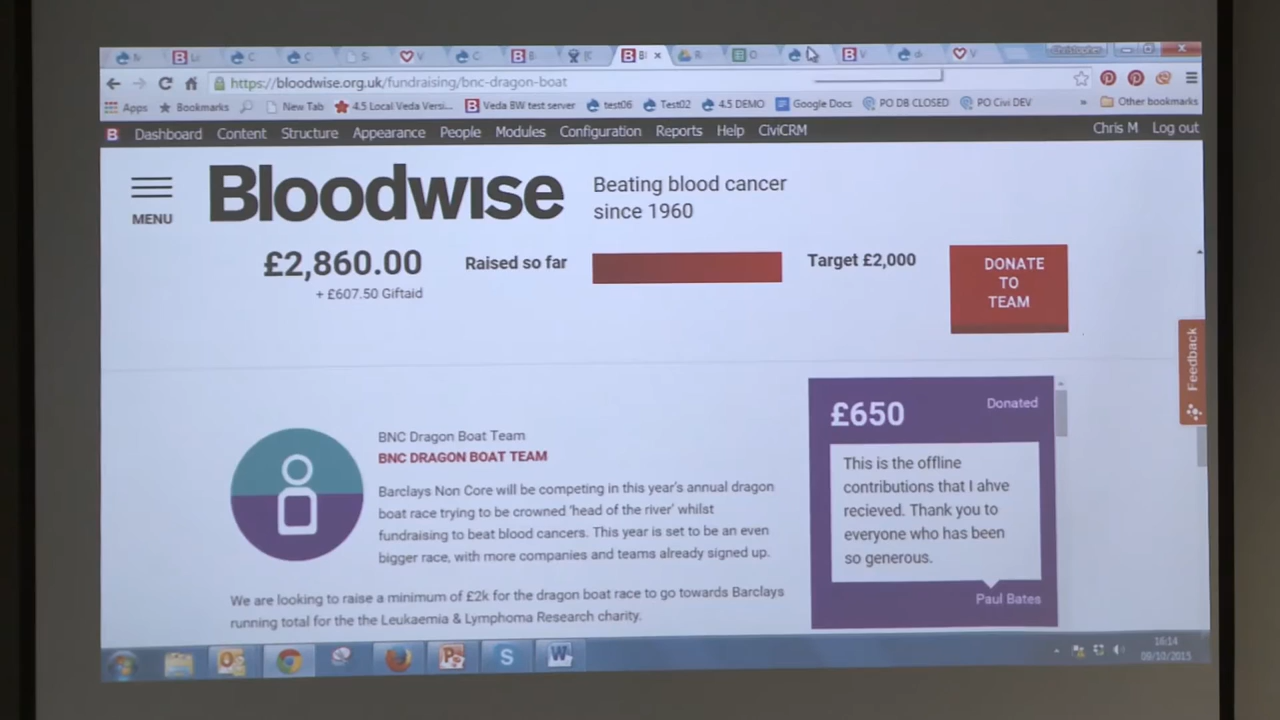 Christopher
https://bloodwise.org.uk/fundraising/bnc-dragon-boat
Apps Bookmarks New Tab 4.5 Local Veda Versi... Veda BW test server test06 Test02 4.5 DEMO Google Docs PO DB CLOSED PO Civi DEV » Other bookmarks
Dashboard Content Structure Appearance People Modules Configuration Reports Help CiviCRM Chris M Log out
MENU
Bloodwise
Beating blood cancer
since 1960
£2,860.00
+ £607.50 Giftaid
Raised so far
Target £2,000
DONATE
TO
TEAM
Feedback
BNC Dragon Boat Team
BNC DRAGON BOAT TEAM
Barclays Non Core will be competing in this year's annual dragon
boat race trying to be crowned 'head of the river' whilst
fundraising to beat blood cancers. This year is set to be an even
bigger race, with more companies and teams already signed up.
We are looking to raise a minimum of £2k for the dragon boat race to go towards Barclays
running total for the the Leukaemia & Lymphoma Research charity.
£650
Donated
This is the offline
contributions that I ahve
recieved. Thank you to
everyone who has been
so generous.
Paul Bates
16:14
09/10/2015